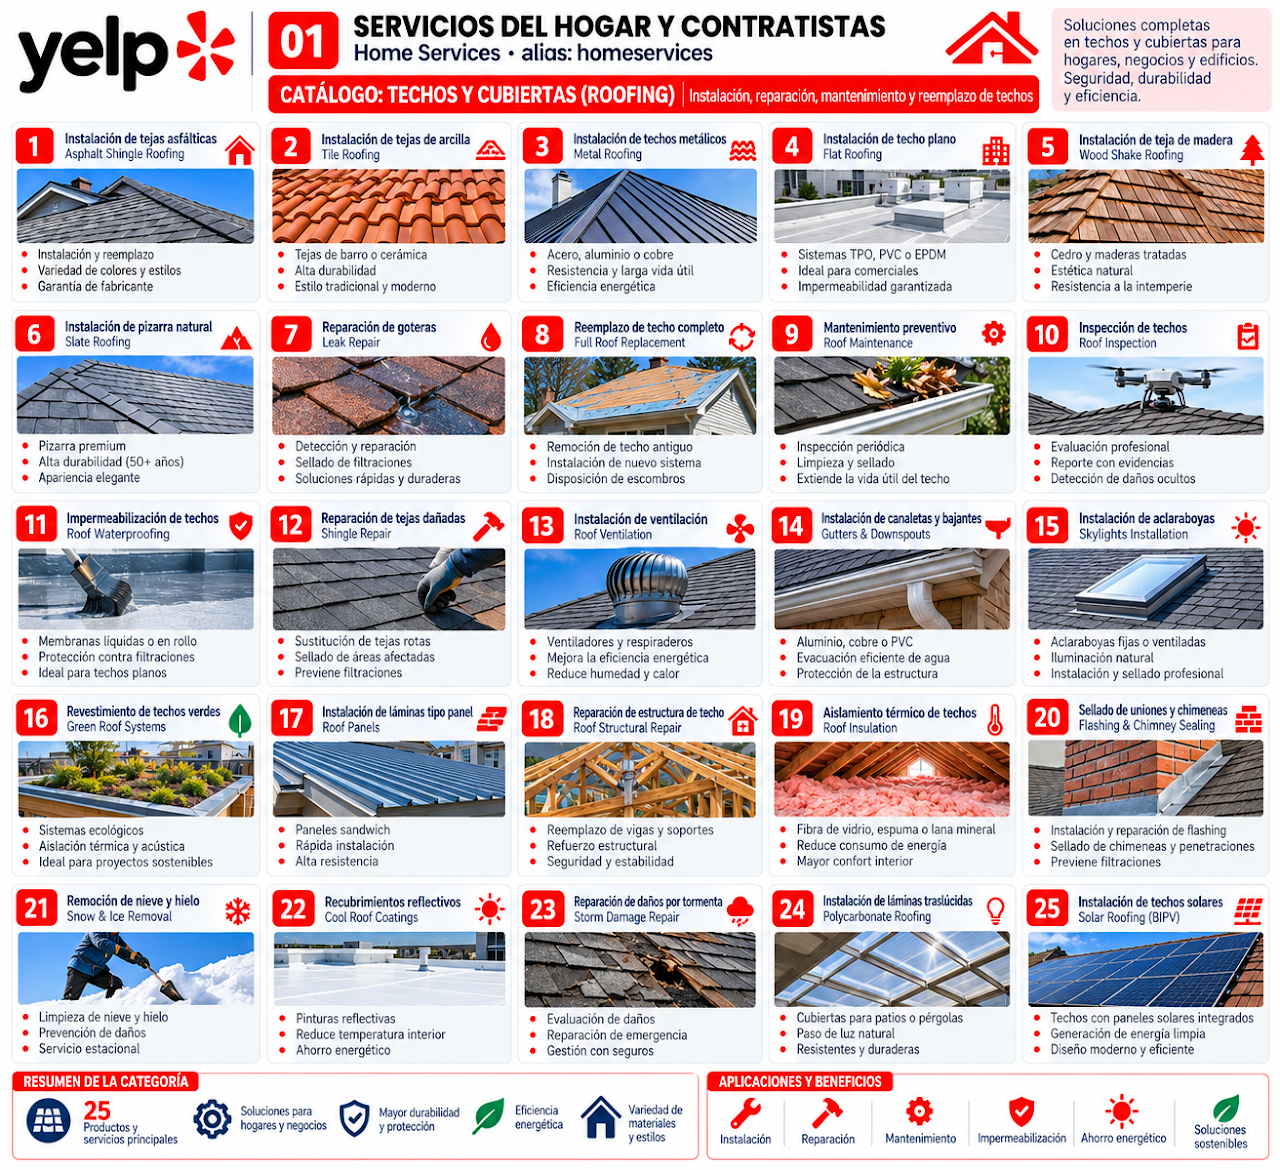 yelp
01
SERVICIOS DEL HOGAR Y CONTRATISTAS
Home Services • alias: homeservices
CATÁLOGO: TECHOS Y CUBIERTAS (ROOFING) | Instalación, reparación, mantenimiento y reemplazo de techos
Soluciones completas
en techos y cubiertas para
hogares, negocios y edificios.
Seguridad, durabilidad
y eficiencia.
1
Instalación de tejas asfálticas
Asphalt Shingle Roofing
• Instalación y reemplazo
• Variedad de colores y estilos
• Garantía de fabricante
2
Instalación de tejas de arcilla
Tile Roofing
• Tejas de barro o cerámica
• Alta durabilidad
• Estilo tradicional y moderno
3
Instalación de techos metálicos
Metal Roofing
• Acero, aluminio o cobre
• Resistencia y larga vida útil
• Eficiencia energética
4
Instalación de techo plano
Flat Roofing
• Sistemas TPO, PVC o EPDM
• Ideal para comerciales
• Impermeabilidad garantizada
5
Instalación de teja de madera
Wood Shake Roofing
• Cedro y maderas tratadas
• Estética natural
• Resistencia a la intemperie
6
Instalación de pizarra natural
Slate Roofing
• Pizarra premium
• Alta durabilidad (50+ años)
• Apariencia elegante
7
Reparación de goteras
Leak Repair
• Detección y reparación
• Sellado de filtraciones
• Soluciones rápidas y duraderas
8
Reemplazo de techo completo
Full Roof Replacement
• Remoción de techo antiguo
• Instalación de nuevo sistema
• Disposición de escombros
9
Mantenimiento preventivo
Roof Maintenance
• Inspección periódica
• Limpieza y sellado
• Extiende la vida útil del techo
10
Inspección de techos
Roof Inspection
• Evaluación profesional
• Reporte con evidencias
• Detección de daños ocultos
11
Impermeabilización de techos
Roof Waterproofing
• Membranas líquidas o en rollo
• Protección contra filtraciones
• Ideal para techos planos
12
Reparación de tejas dañadas
Shingle Repair
• Sustitución de tejas rotas
• Sellado de áreas afectadas
• Previene filtraciones
13
Instalación de ventilación
Roof Ventilation
• Ventiladores y respiraderos
• Mejora la eficiencia energética
• Reduce humedad y calor
14
Instalación de canaletas y bajantes
Gutters & Downspouts
• Aluminio, cobre o PVC
• Evacuación eficiente de agua
• Protección de la estructura
15
Instalación de aclaraboyas
Skylights Installation
• Aclaraboyas fijas o ventiladas
• Iluminación natural
• Instalación y sellado profesional
16
Revestimiento de techos verdes
Green Roof Systems
• Sistemas ecológicos
• Aislación térmica y acústica
• Ideal para proyectos sostenibles
17
Instalación de láminas tipo panel
Roof Panels
• Paneles sandwich
• Rápida instalación
• Alta resistencia
18
Reparación de estructura de techo
Roof Structural Repair
• Reemplazo de vigas y soportes
• Refuerzo estructural
• Seguridad y estabilidad
19
Aislamiento térmico de techos
Roof Insulation
• Fibra de vidrio, espuma o lana mineral
• Reduce consumo de energía
• Mayor confort interior
20
Sellado de uniones y chimeneas
Flashing & Chimney Sealing
• Instalación y reparación de flashing
• Sellado de chimeneas y penetraciones
• Previene filtraciones
21
Remoción de nieve y hielo
Snow & Ice Removal
• Limpieza de nieve y hielo
• Prevención de daños
• Servicio estacional
22
Recubrimientos reflectivos
Cool Roof Coatings
• Pinturas reflectivas
• Reduce temperatura interior
• Ahorro energético
23
Reparación de daños por tormenta
Storm Damage Repair
• Evaluación de daños
• Reparación de emergencia
• Gestión con seguros
24
Instalación de láminas traslúcidas
Polycarbonate Roofing
• Cubiertas para patios o pérgolas
• Paso de luz natural
• Resistentes y duraderas
25
Instalación de techos solares
Solar Roofing (BIPV)
• Techos con paneles solares integrados
• Generación de energía limpia
• Diseño moderno y eficiente
RESUMEN DE LA CATEGORÍA
25
Productos y
servicios principales
Soluciones para
hogares y negocios
Mayor durabilidad
y protección
Eficiencia
energética
Variedad de
materiales
y estilos
APLICACIONES Y BENEFICIOS
Instalación
Reparación
Mantenimiento
Impermeabilización
Ahorro energético
Soluciones
sostenibles